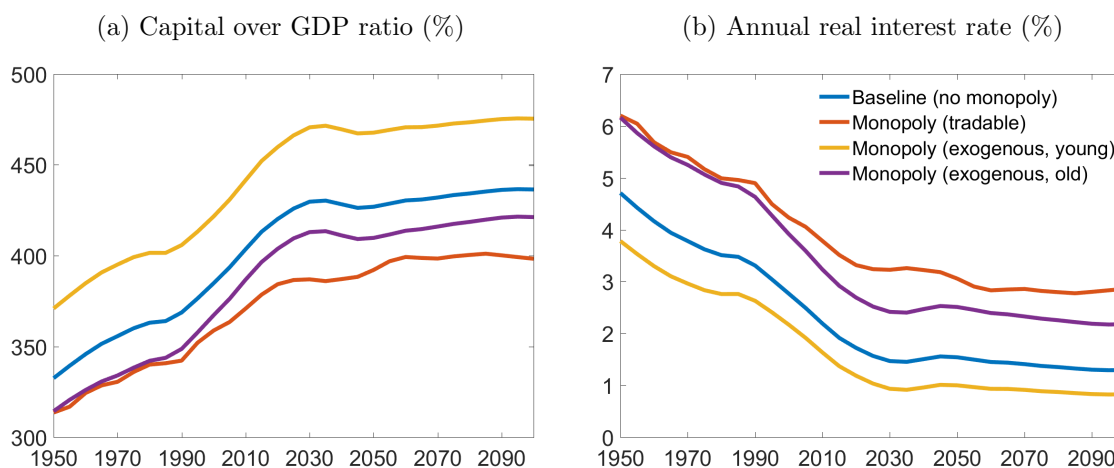 (a) Capital over GDP ratio (%)
500
450
400
350
300
1950 1970 1990 2010 2030 2050 2070 2090
(b) Annual real interest rate (%)
7
6
5
4
3
2
1
0
Baseline (no monopoly)
Monopoly (tradable)
Monopoly (exogenous, young)
Monopoly (exogenous, old)
1950 1970 1990 2010 2030 2050 2070 2090